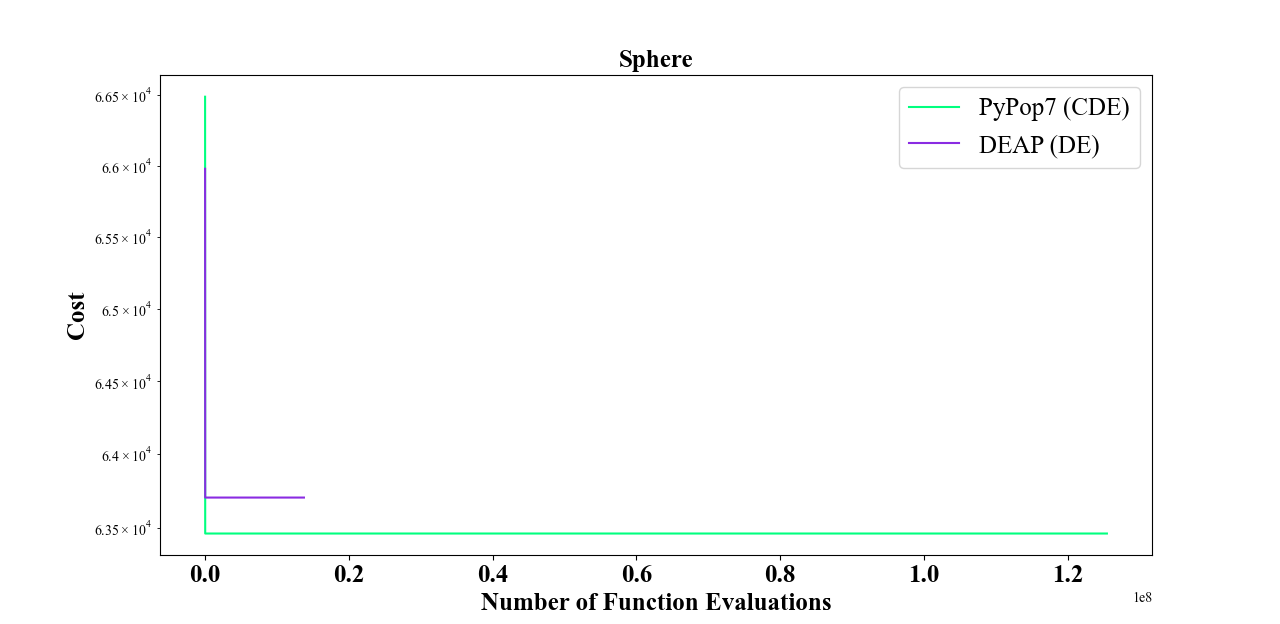 Sphere
PyPop7 (CDE)
DEAP (DE)
Cost
6.65 × 10⁴
6.6 × 10⁴
6.55 × 10⁴
6.5 × 10⁴
6.45 × 10⁴
6.4 × 10⁴
6.35 × 10⁴
0.0 0.2 0.4 0.6 0.8 1.0 1.2
1e8
Number of Function Evaluations